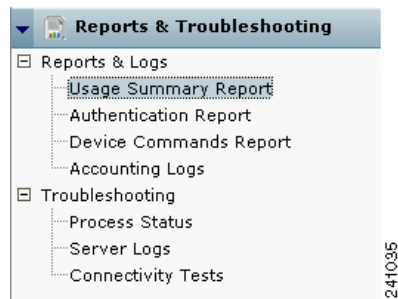 Reports & Troubleshooting
Reports & Logs
Usage Summary Report
Authentication Report
Device Commands Report
Accounting Logs
Troubleshooting
Process Status
Server Logs
Connectivity Tests
241035